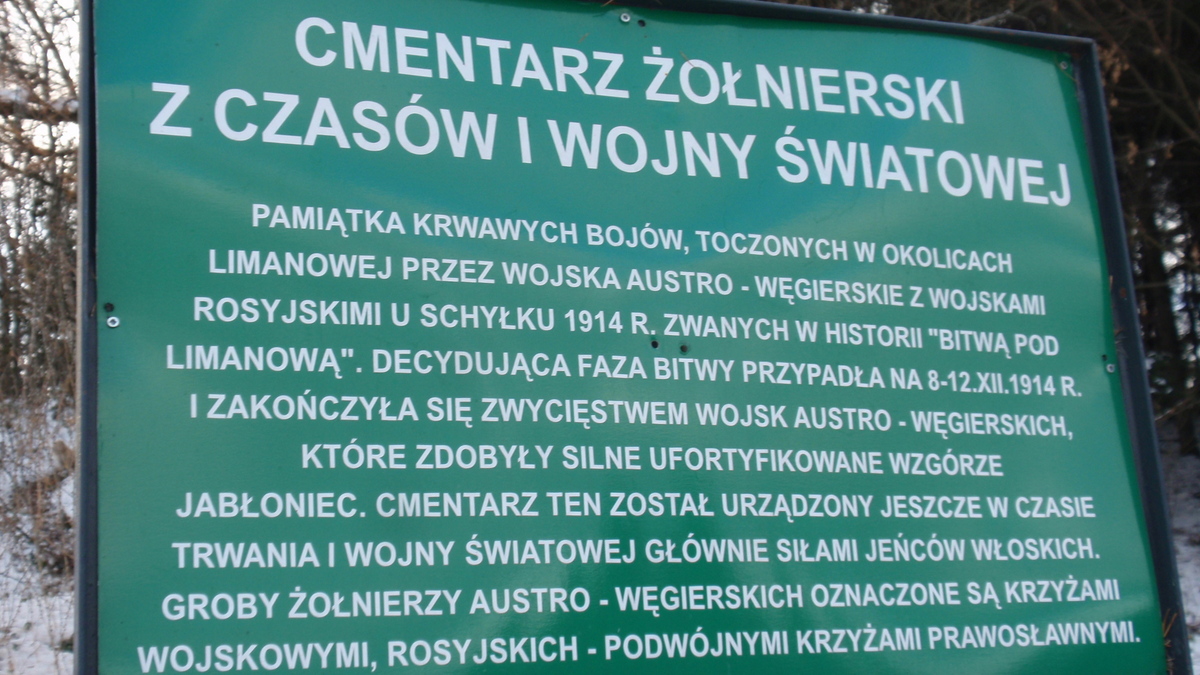 CMENTARZ ŻOŁNIERSKI
Z CZASÓW I WOJNY ŚWIATOWEJ
PAMIĄTKA KRWAWYCH BOJÓW, TOCZONYCH W OKOLICACH
LIMANOWEJ PRZEZ WOJSKA AUSTRO - WĘGIERSKIE Z WOJSKAMI
ROSYJSKIMI U SCHYŁKU 1914 R. ZWANYCH W HISTORII "BITWĄ POD
LIMANOWĄ". DECYDUJĄCA FAZA BITWY PRZYPADŁA NA 8-12.XII.1914 R.
I ZAKOŃCZYŁA SIĘ ZWYCIĘSTWEM WOJSK AUSTRO - WĘGIERSKICH,
KTÓRE ZDOBYŁY SILNE UFORTYFIKOWANE WZGÓRZE
JABŁONIEC. CMENTARZ TEN ZOSTAŁ URZĄDZONY JESZCZE W CZASIE
TRWANIA I WOJNY ŚWIATOWEJ GŁÓWNIE SIŁAMI JEŃCÓW WŁOSKICH.
GROBY ŻOŁNIERZY AUSTRO - WĘGIERSKICH OZNACZONE SĄ KRZYŻAMI
WOJSKOWYMI, ROSYJSKICH - PODWÓJNYMI KRZYŻAMI PRAWOSŁAWNYMI.